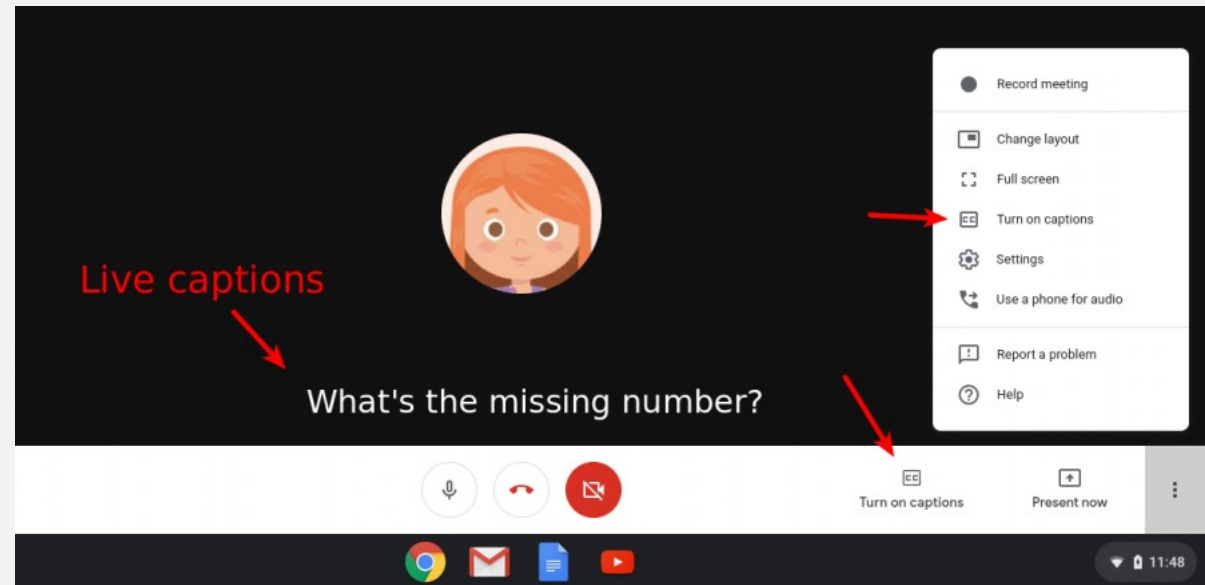 Record meeting
Change layout
Full screen
Turn on captions
Settings
Use a phone for audio
Report a problem
Help
Live captions
What's the missing number?
Turn on captions
Present now
11:48